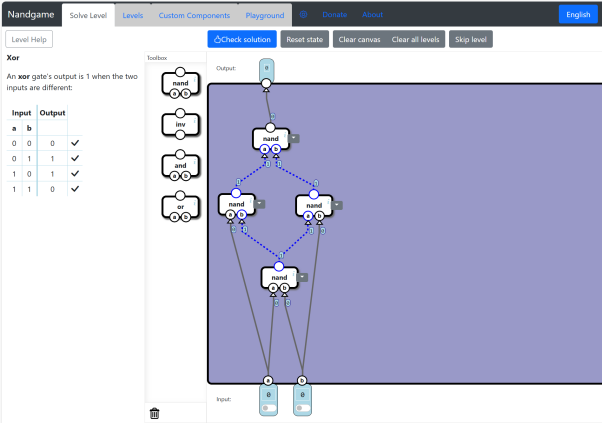 Nandgame Solve Level Levels Custom Components Playground Donate About English
Level Help Check solution Reset state Clear canvas Clear all levels Skip level
Xor
An xor gate's output is 1 when the two
inputs are different:
Input Output
a b
0 0 0
0 1 1
1 0 1
1 1 0
Toolbox
nand
a b
inv
and
a b
or
a b
Output:
0
nand
a b
nand
a b
nand
a b
nand
a b
a b
Input:
0 0